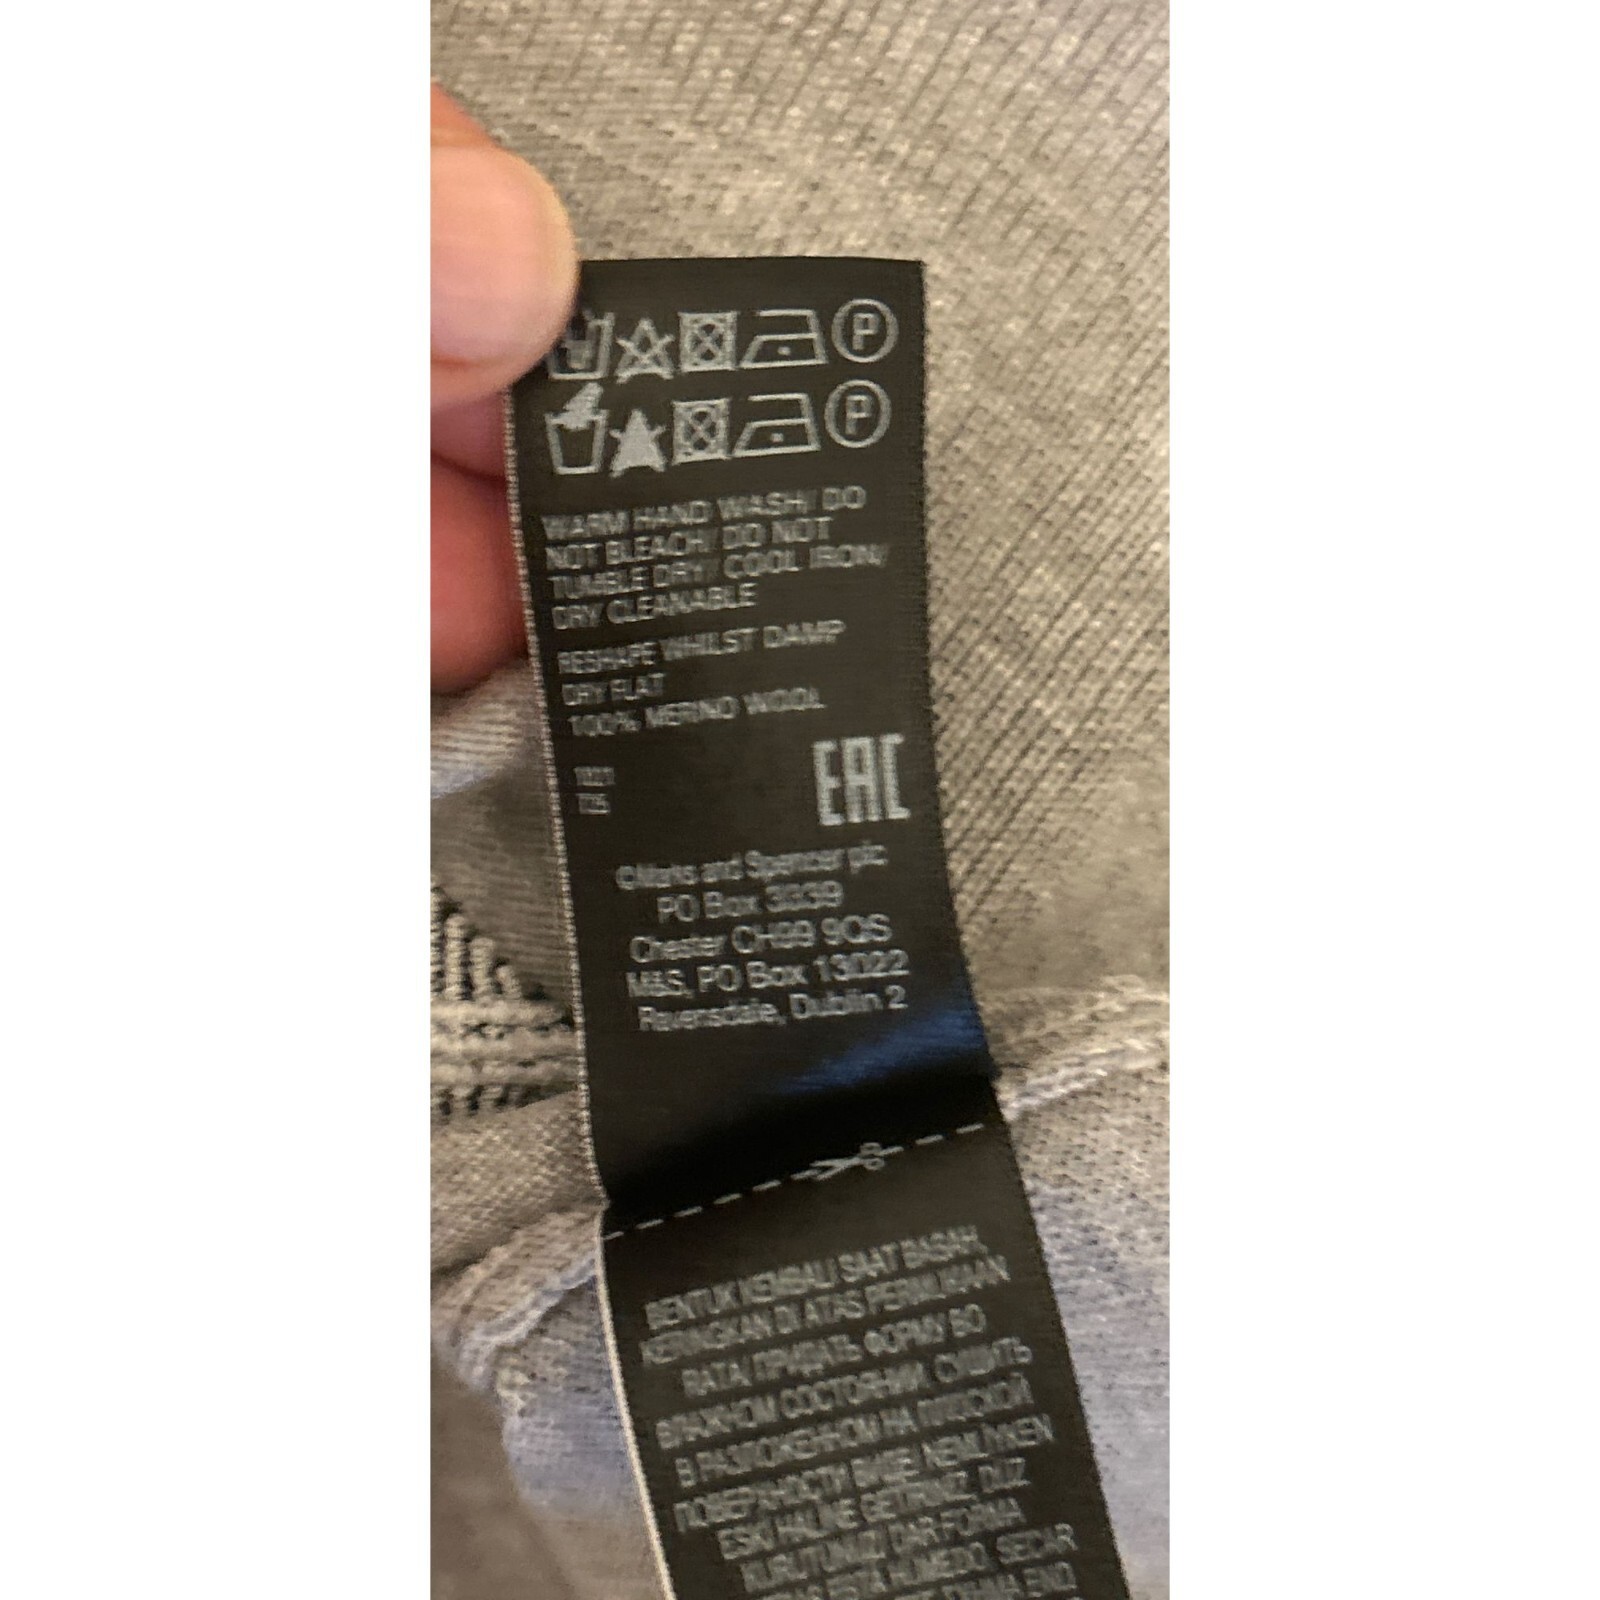 P
P
WARM HAND WASH/ DO
NOT BLEACH/ DO NOT
TUMBLE DRY/ COOL IRON/
DRY CLEANABLE
RESHAPE WHILST DAMP
DRY FLAT
100% MERINO WOOL
EAC
©Marks and Spencer plc
PO Box 3339
Chester CH99 9QS
M&S, PO Box 13022
Ravensdale, Dublin 2
BENTUK KEMBALI SAAT BASAH,
KERINGKAN DI ATAS PERMUKAAN
RATA/ ПРИДАТЬ ФОРМУ ВО
ВЛАЖНОМ СОСТОЯНИИ. СУШИТЬ
В РАЗЛОЖЕННОМ НА ПЛОСКОЙ
ПОВЕРХНОСТИ ВИДЕ. NEMLİYKEN
ESKİ HALİNE GETİRİNİZ, DÜZ
KURUTUNUZ/ DAR FORMA
ESTA HÚMEDO. SECAR